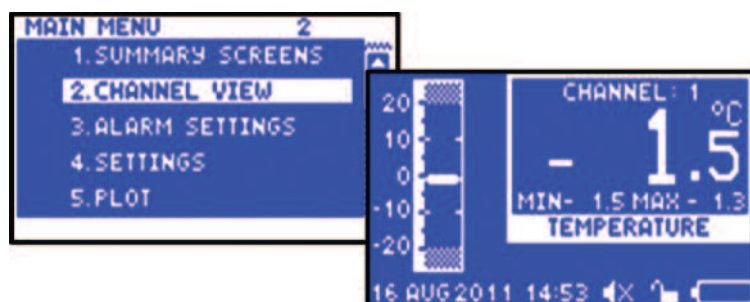 MAIN MENU 2
1.SUMMARY SCREENS
2.CHANNEL VIEW
3.ALARM SETTINGS
4.SETTINGS
5.PLOT
CHANNEL: 1
°C
- 1.5
MIN- 1.5 MAX - 1.3
TEMPERATURE
20
10
0
-10
-20
16 AUG 2011 14:53